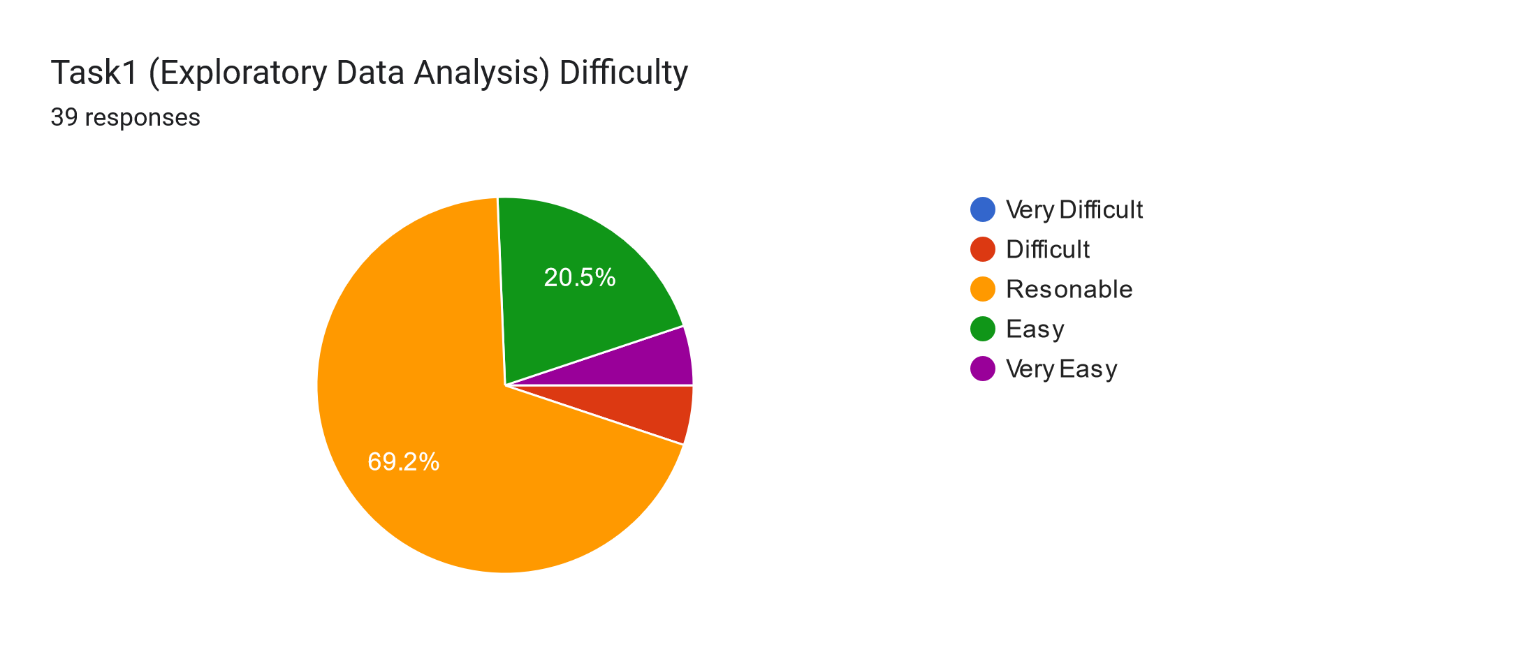 Task1 (Exploratory Data Analysis) Difficulty
39 responses
20.5%
69.2%
Very Difficult
Difficult
Resonable
Easy
Very Easy